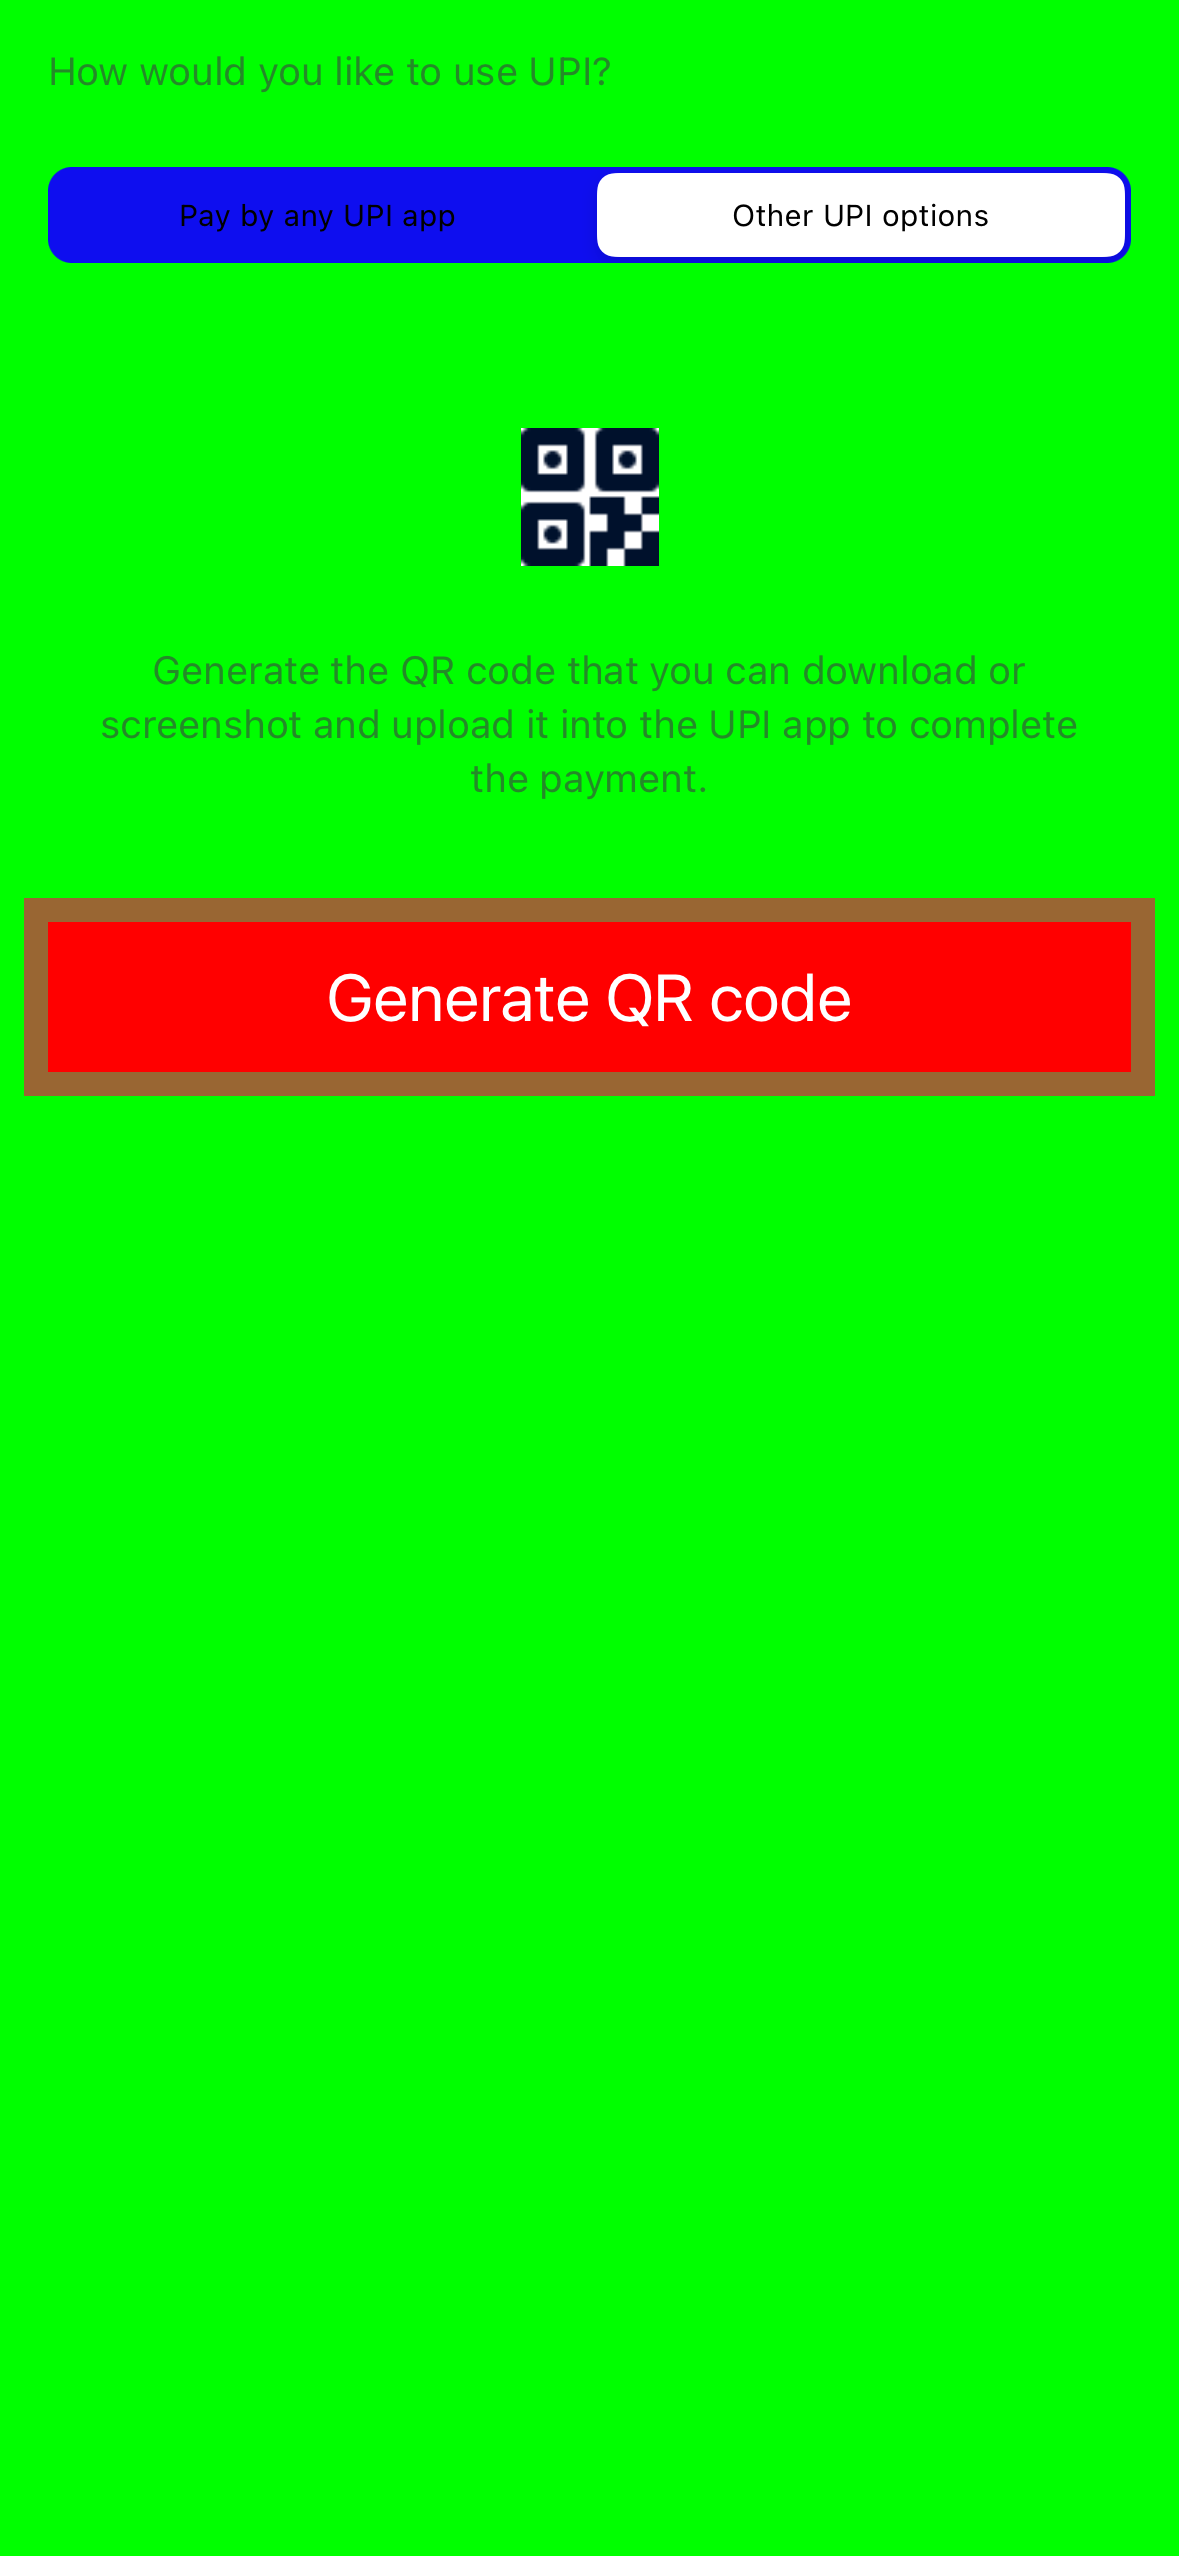 How would you like to use UPI?
Pay by any UPI app
Other UPI options
Generate the QR code that you can download or
screenshot and upload it into the UPI app to complete
the payment.
Generate QR code